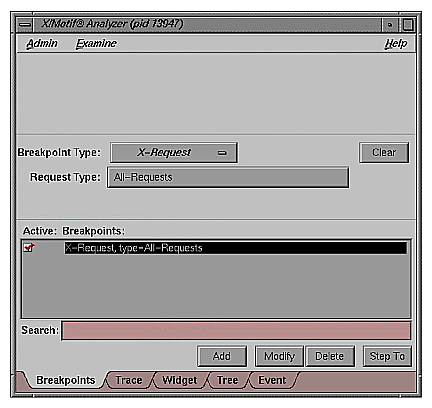 X/Motif® Analyzer (pid 13947)
Admin Examine Help
Breakpoint Type: X-Request Clear
Request Type: All-Requests
Active: Breakpoints:
X-Request, type=All-Requests
Search:
Add Modify Delete Step To
Breakpoints Trace Widget Tree Event